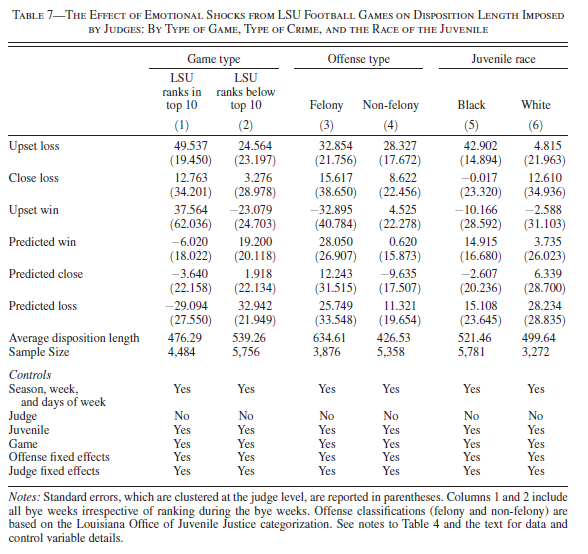 TABLE 7—THE EFFECT OF EMOTIONAL SHOCKS FROM LSU FOOTBALL GAMES ON DISPOSITION LENGTH IMPOSED
BY JUDGES: BY TYPE OF GAME, TYPE OF CRIME, AND THE RACE OF THE JUVENILE
Game type Offense type Juvenile race
LSU LSU
ranks in ranks below
top 10 top 10 Felony Non-felony Black White
(1) (2) (3) (4) (5) (6)
Upset loss 49.537 24.564 32.854 28.327 42.902 4.815
(19.450) (23.197) (21.756) (17.672) (14.894) (21.963)
Close loss 12.763 3.276 15.617 8.622 −0.017 12.610
(34.201) (28.978) (38.650) (22.456) (23.320) (34.936)
Upset win 37.564 −23.079 −32.895 4.525 −10.166 −2.588
(62.036) (24.703) (40.784) (22.278) (28.592) (31.103)
Predicted win −6.020 19.200 28.050 0.620 14.915 3.735
(18.022) (20.118) (26.907) (15.873) (16.680) (26.023)
Predicted close −3.640 1.918 12.243 −9.635 −2.607 6.339
(22.158) (22.134) (31.515) (17.507) (20.236) (28.700)
Predicted loss −29.094 32.942 25.749 11.321 15.108 28.234
(27.550) (21.949) (33.548) (19.654) (23.645) (28.835)
Average disposition length 476.29 539.26 634.61 426.53 521.46 499.64
Sample Size 4,484 5,756 3,876 5,358 5,781 3,272
Controls
Season, week, Yes Yes Yes Yes Yes Yes
and days of week
Judge No No No No No No
Juvenile Yes Yes Yes Yes Yes Yes
Game Yes Yes Yes Yes Yes Yes
Offense fixed effects Yes Yes Yes Yes Yes Yes
Judge fixed effects Yes Yes Yes Yes Yes Yes
Notes: Standard errors, which are clustered at the judge level, are reported in parentheses. Columns 1 and 2 include
all bye weeks irrespective of ranking during the bye weeks. Offense classifications (felony and non-felony) are
based on the Louisiana Office of Juvenile Justice categorization. See notes to Table 4 and the text for data and
control variable details.